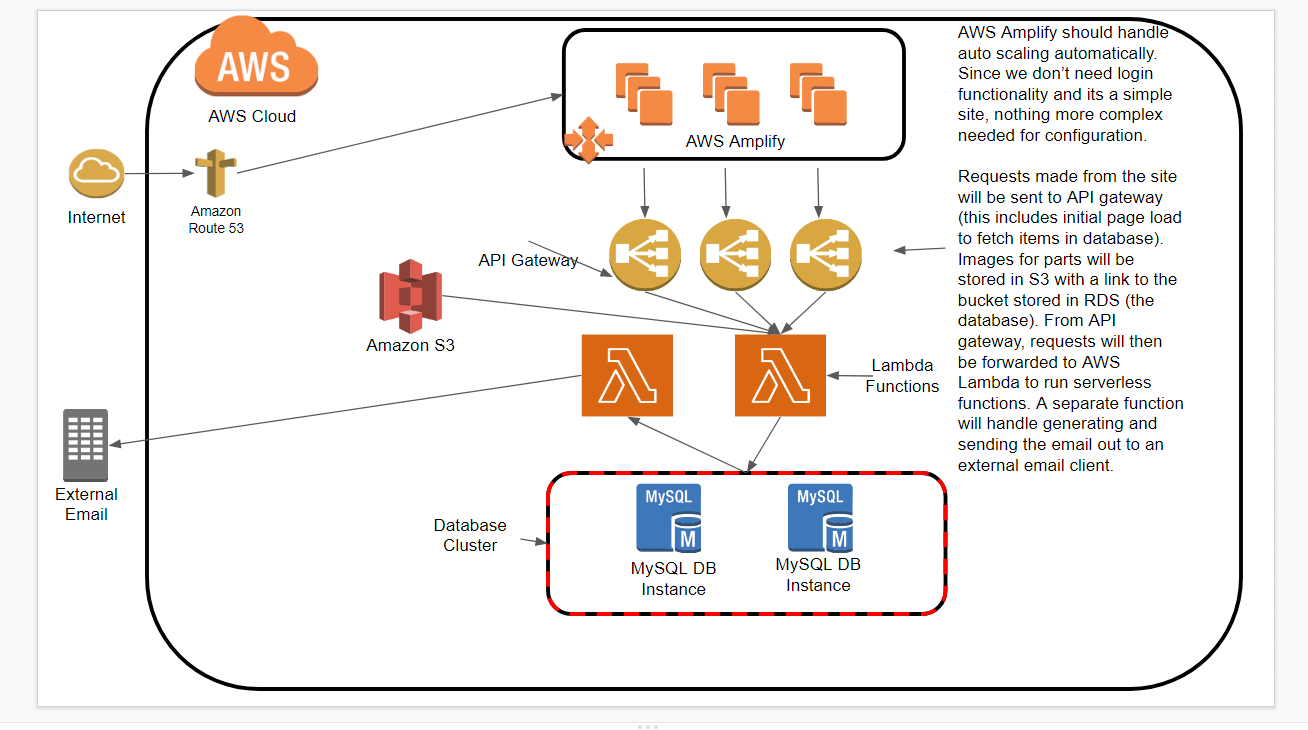 AWS
AWS Cloud
Internet
Amazon
Route 53
AWS Amplify
API Gateway
Amazon S3
Lambda
Functions
External
Email
Database
Cluster
MySQL
M
MySQL DB
Instance
MySQL
M
MySQL DB
Instance
AWS Amplify should handle
auto scaling automatically.
Since we don’t need login
functionality and its a simple
site, nothing more complex
needed for configuration.
Requests made from the site
will be sent to API gateway
(this includes initial page load
to fetch items in database).
Images for parts will be
stored in S3 with a link to the
bucket stored in RDS (the
database). From API
gateway, requests will then
be forwarded to AWS
Lambda to run serverless
functions. A separate function
will handle generating and
sending the email out to an
external email client.